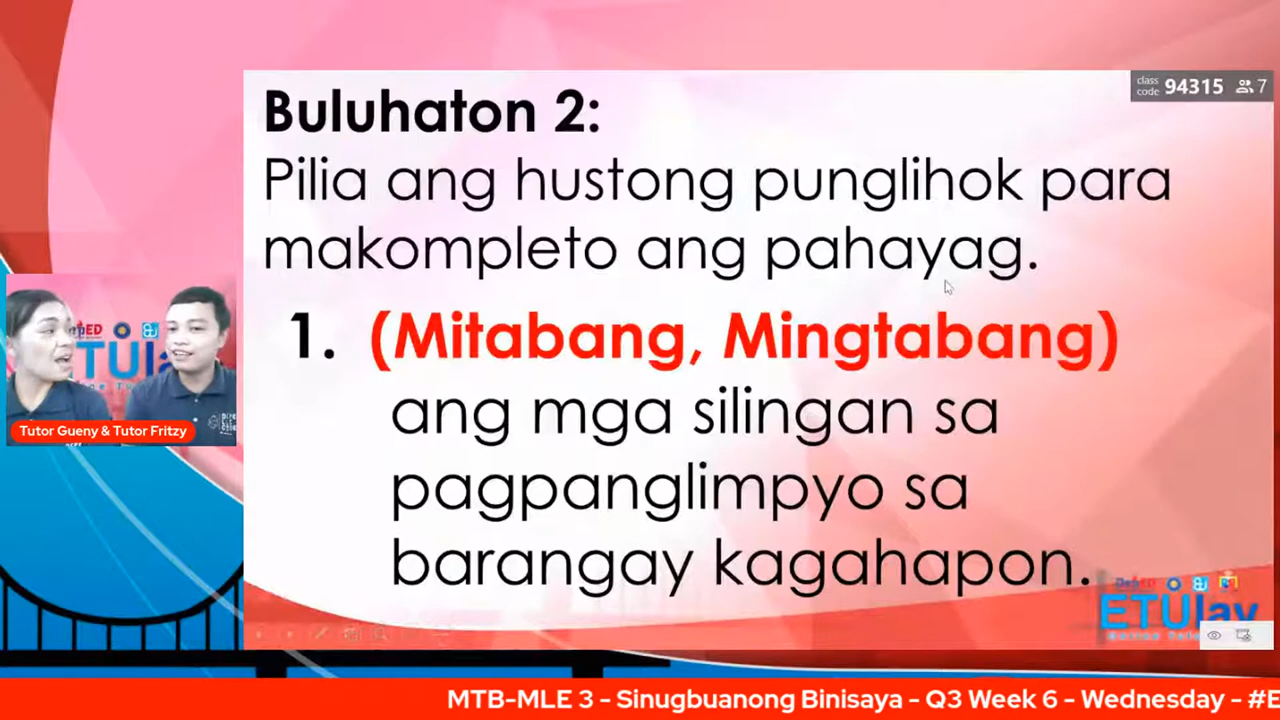 Buluhaton 2:
class code 94315 7
Pilia ang hustong punglihok para
makompleto ang pahayag.
1. (Mitabang, Mingtabang)
ang mga silingan sa
pagpanglimpyo sa
barangay kagahapon.
Tutor Gueny & Tutor Fritzy
DepED
ETUlay
MTB-MLE 3 - Sinugbuanong Binisaya - Q3 Week 6 - Wednesday - #E